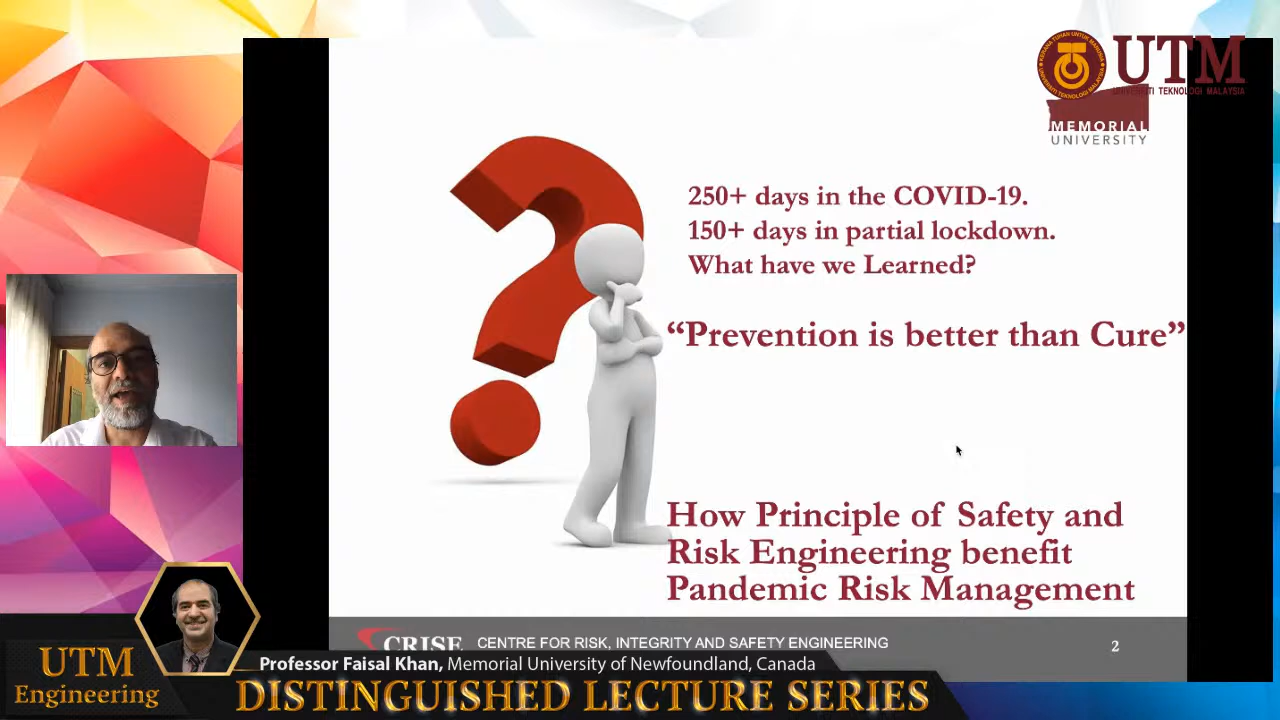 UTM
UNIVERSITI TEKNOLOGI MALAYSIA
MEMORIAL
UNIVERSITY
250+ days in the COVID-19.
150+ days in partial lockdown.
What have we Learned?
“Prevention is better than Cure”
How Principle of Safety and
Risk Engineering benefit
Pandemic Risk Management
CRISE CENTRE FOR RISK, INTEGRITY AND SAFETY ENGINEERING 2
Professor Faisal Khan, Memorial University of Newfoundland, Canada
UTM
Engineering
DISTINGUISHED LECTURE SERIES